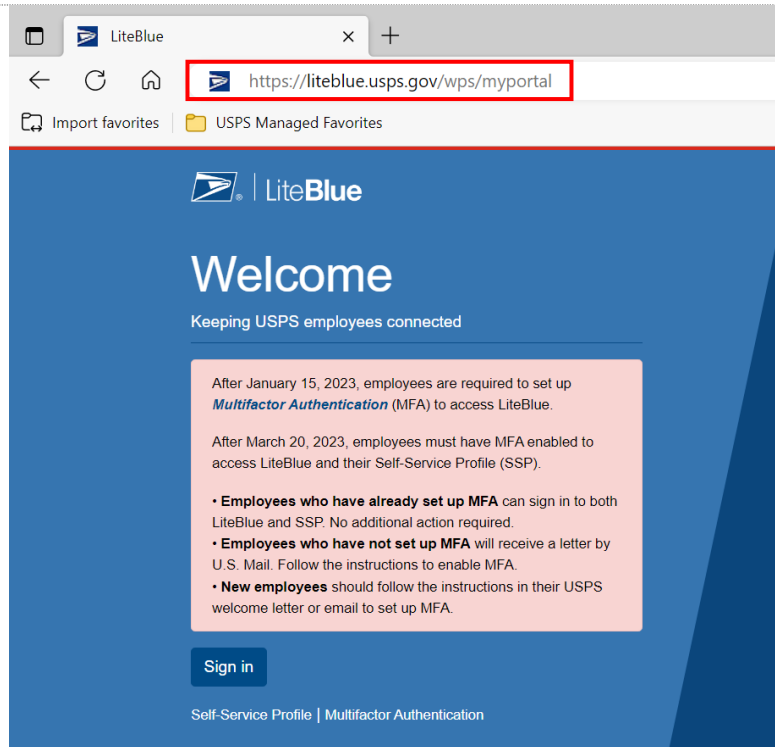 LiteBlue
https://liteblue.usps.gov/wps/myportal
Import favorites
USPS Managed Favorites
LiteBlue
Welcome
Keeping USPS employees connected
After January 15, 2023, employees are required to set up
Multifactor Authentication (MFA) to access LiteBlue.
After March 20, 2023, employees must have MFA enabled to
access LiteBlue and their Self-Service Profile (SSP).
• Employees who have already set up MFA can sign in to both
LiteBlue and SSP. No additional action required.
• Employees who have not set up MFA will receive a letter by
U.S. Mail. Follow the instructions to enable MFA.
• New employees should follow the instructions in their USPS
welcome letter or email to set up MFA.
Sign in
Self-Service Profile | Multifactor Authentication